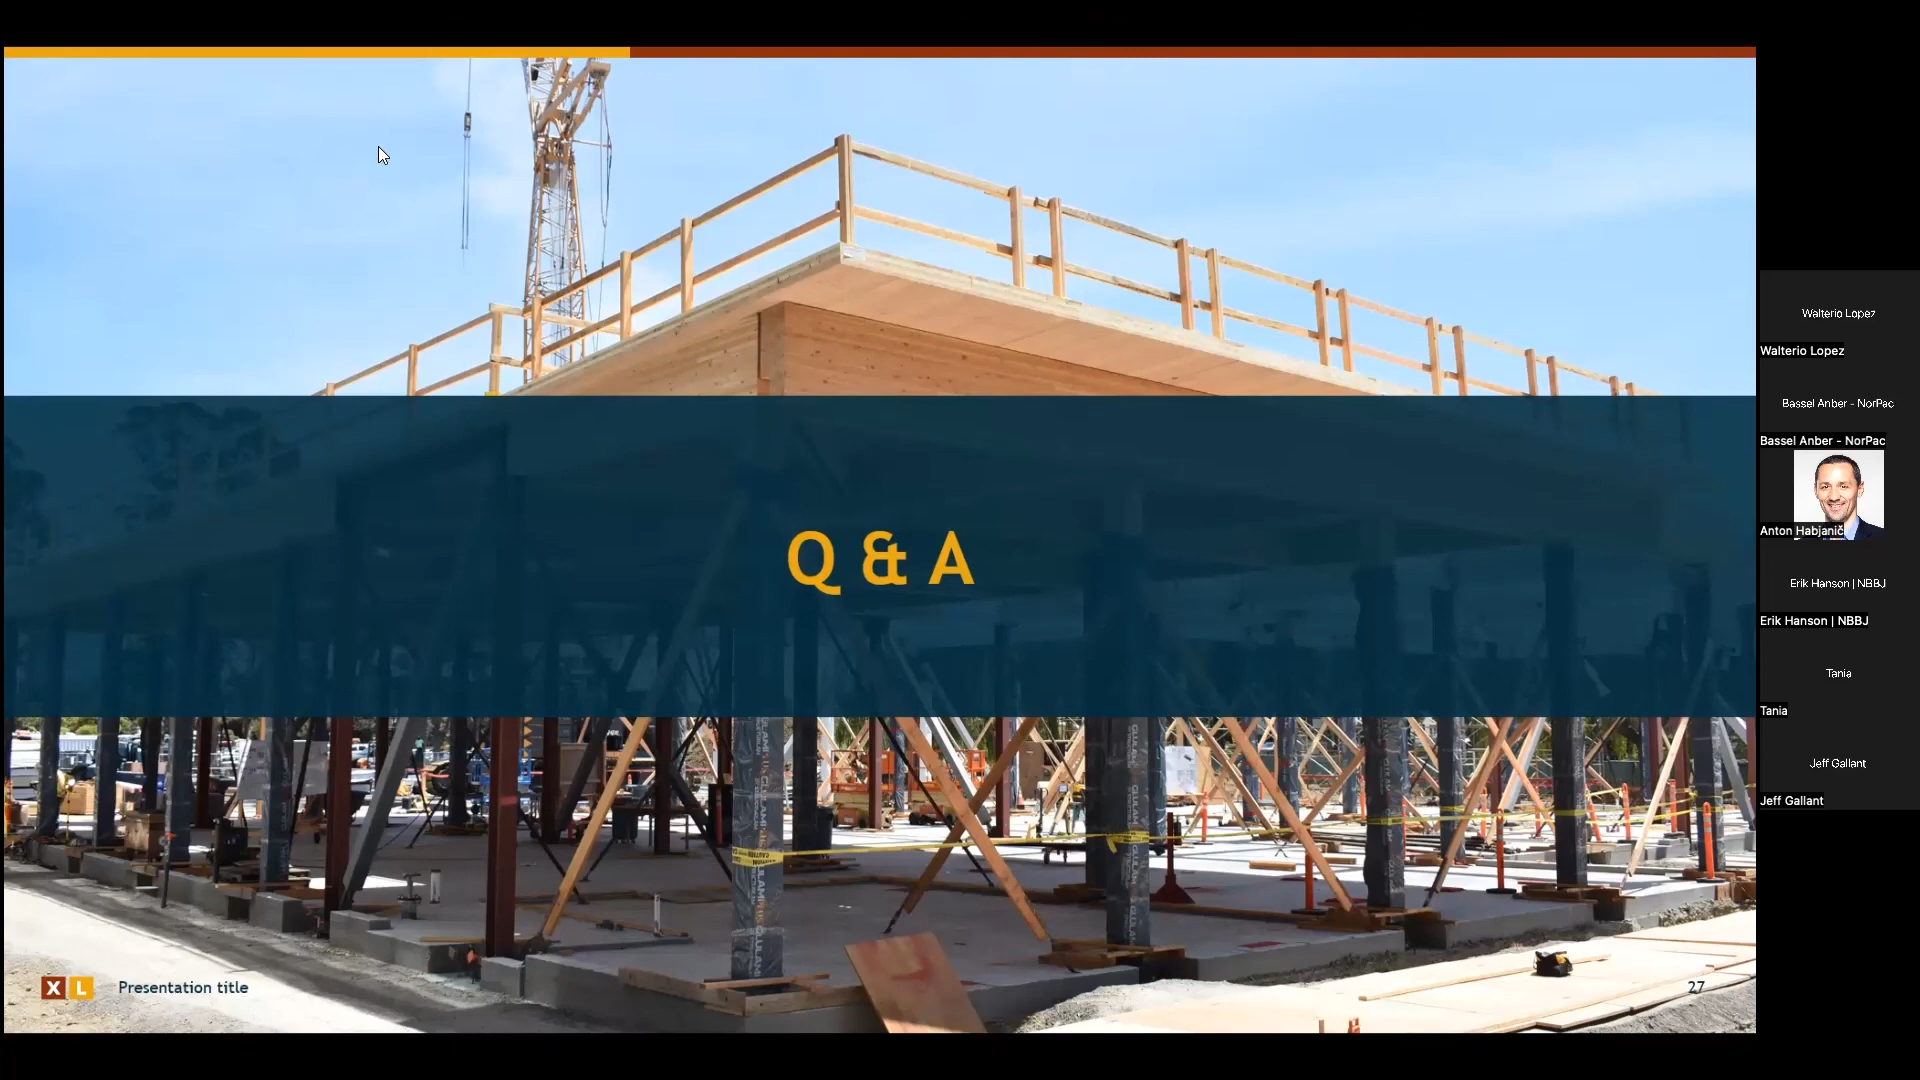 Q & A
XL Presentation title
27
Walterio Lopez
Walterio Lopez
Bassel Anber - NorPac
Bassel Anber - NorPac
Anton Habjanič
Erik Hanson | NBBJ
Erik Hanson | NBBJ
Tania
Tania
Jeff Gallant
Jeff Gallant
CAUTION